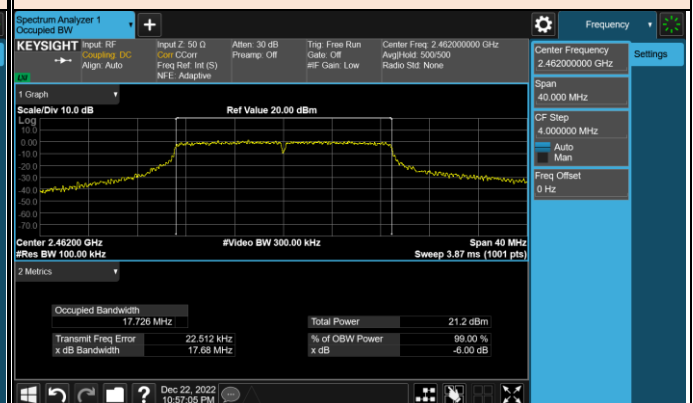 Spectrum Analyzer 1
Occupied BW
Frequency
KEYSIGHT
Input: RF
Coupling: DC
Align: Auto
Input Z: 50 Ω
Corr CCorr
Freq Ref: Int (S)
NFE: Adaptive
Atten: 30 dB
Preamp: Off
Trig: Free Run
Gate: Off
#IF Gain: Low
Center Freq: 2.462000000 GHz
Avg|Hold: 500/500
Radio Std: None
Center Frequency
2.462000000 GHz
Settings
Span
40.000 MHz
CF Step
4.000000 MHz
Auto
Man
Freq Offset
0 Hz
1 Graph
Scale/Div 10.0 dB
Ref Value 20.00 dBm
Log
10.0
0.00
-10.0
-20.0
-30.0
-40.0
-50.0
-60.0
-70.0
Center 2.46200 GHz
#Video BW 300.00 kHz
Span 40 MHz
#Res BW 100.00 kHz
Sweep 3.87 ms (1001 pts)
2 Metrics
Occupied Bandwidth
17.726 MHz
Total Power 21.2 dBm
Transmit Freq Error 22.512 kHz
% of OBW Power 99.00 %
x dB Bandwidth 17.68 MHz
x dB -6.00 dB
Dec 22, 2022
10:57:05 PM